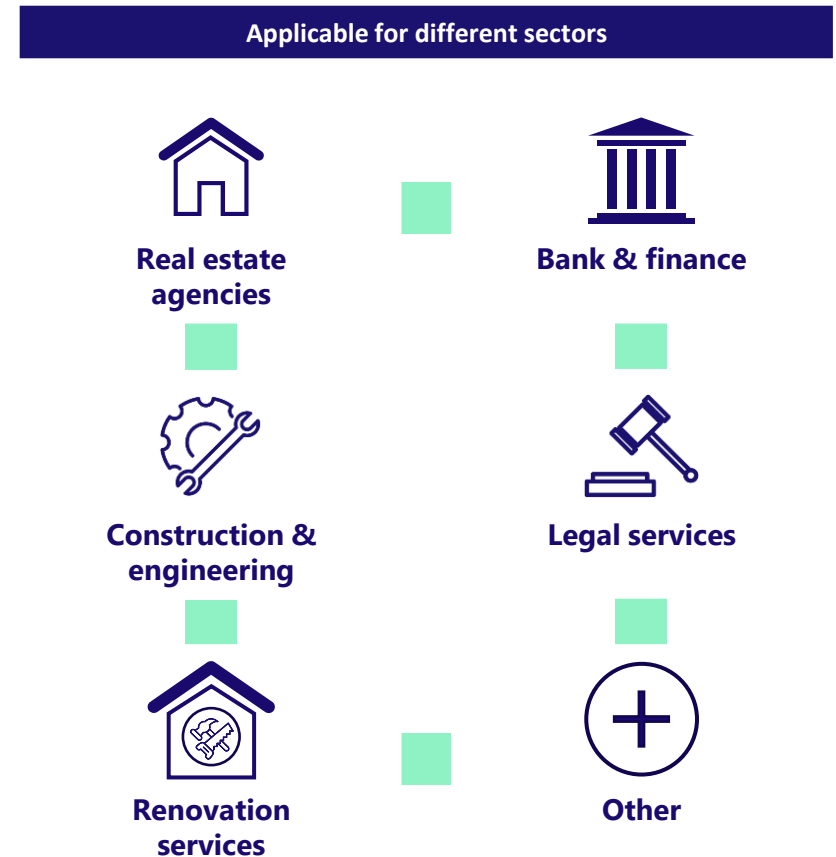 Applicable for different sectors
Real estate
agencies
Bank & finance
Construction &
engineering
Legal services
Renovation
services
Other